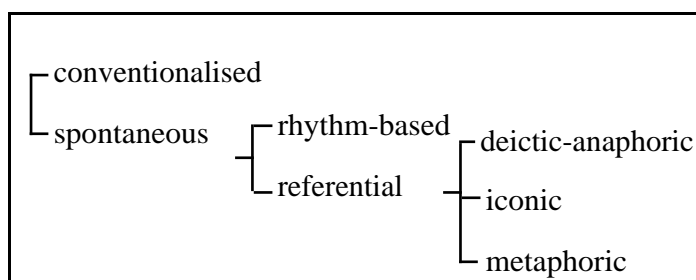 conventionalised
spontaneous
rhythm-based
referential
deictic-anaphoric
iconic
metaphoric